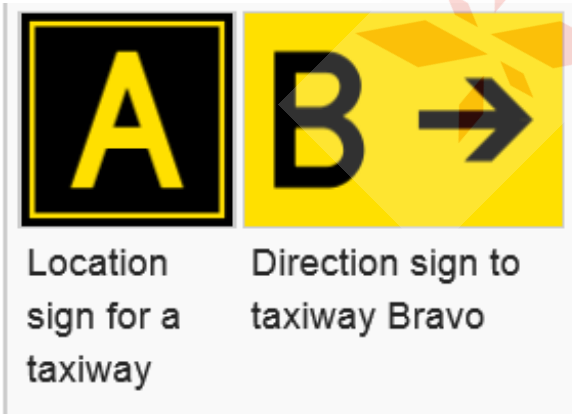 A
B →
Location
sign for a
taxiway
Direction sign to
taxiway Bravo